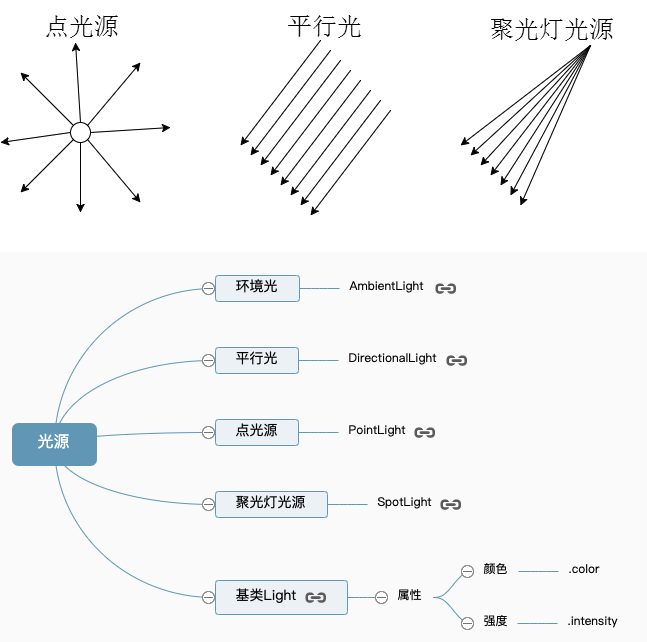 点光源
平行光
聚光灯光源
环境光
AmbientLight
平行光
DirectionalLight
点光源
PointLight
光源
聚光灯光源
SpotLight
基类Light
属性
颜色
.color
强度
.intensity